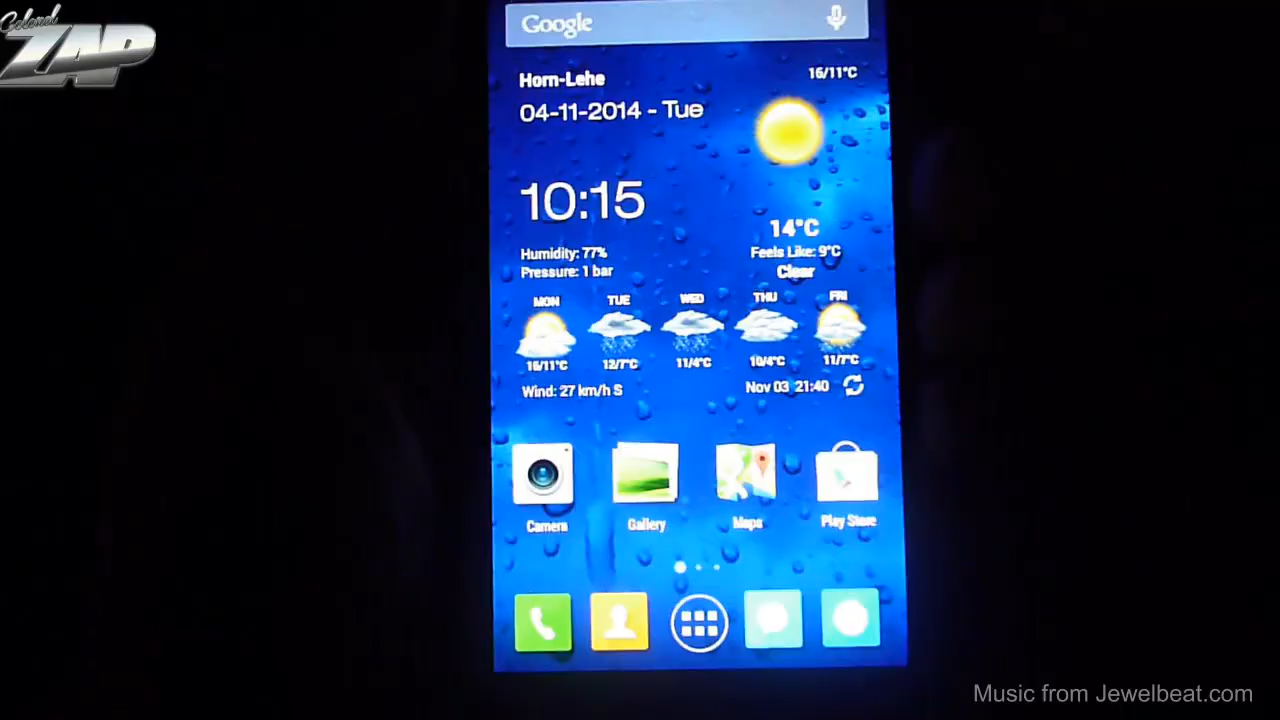 Colonel
ZAP
Google
Horn-Lehe
16/11°C
04-11-2014 - Tue
10:15
14°C
Humidity: 77%
Feels Like: 9°C
Pressure: 1 bar
Clear
MON TUE WED THU FRI
16/11°C 12/7°C 11/4°C 10/4°C 11/7°C
Wind: 27 km/h S
Nov 03 21:40
Camera Gallery Maps Play Store
Music from Jewelbeat.com